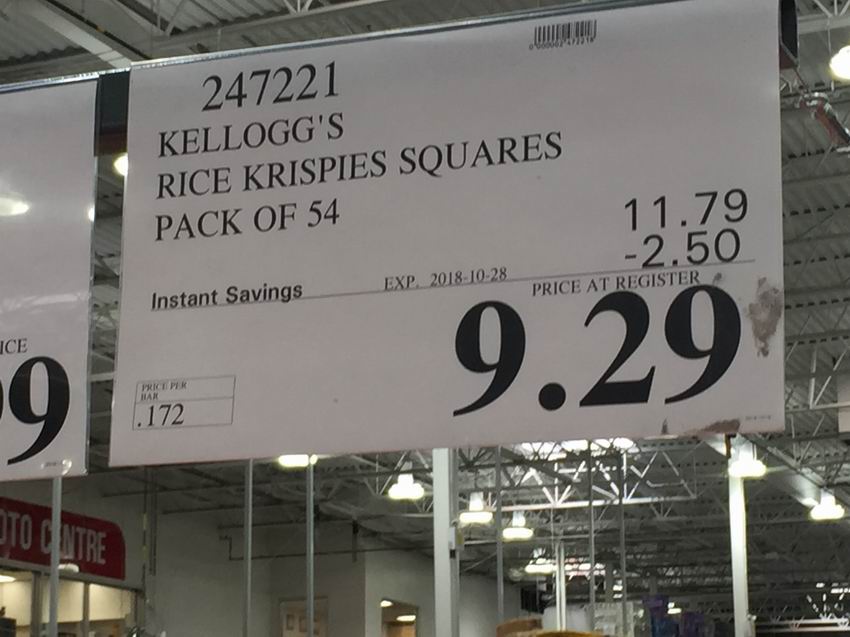 247221
KELLOGG'S
RICE KRISPIES SQUARES
PACK OF 54
11.79
-2.50
Instant Savings EXP. 2018-10-28 PRICE AT REGISTER
9.29
PRICE PER
BAR
.172
ICE
9
OTO CENTRE